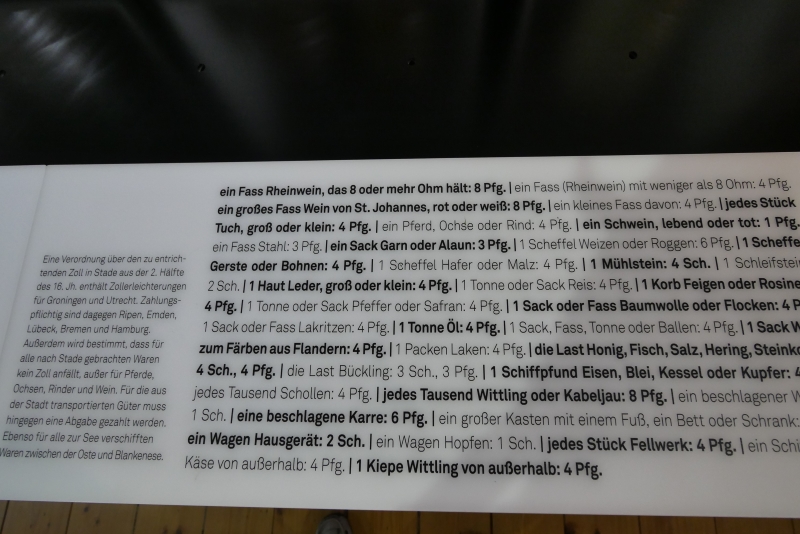 Eine Verordnung über den zu entrich-
tenden Zoll in Stade aus der 2. Hälfte
des 16. Jh. enthält Zollerleichterungen
für Groningen und Utrecht. Zahlungs-
pflichtig sind dagegen Ripen, Emden,
Lübeck, Bremen und Hamburg.
Außerdem wird bestimmt, dass für
alle nach Stade gebrachten Waren
kein Zoll anfällt, außer für Pferde,
Ochsen, Rinder und Wein. Für die aus
der Stadt transportierten Güter muss
hingegen eine Abgabe gezahlt werden.
Ebenso für alle zur See verschifften
Waren zwischen der Oste und Blankenese.
ein Fass Rheinwein, das 8 oder mehr Ohm hält: 8 Pfg. | ein Fass (Rheinwein) mit weniger als 8 Ohm: 4 Pfg.
ein großes Fass Wein von St. Johannes, rot oder weiß: 8 Pfg. | ein kleines Fass davon: 4 Pfg. | jedes Stück
Tuch, groß oder klein: 4 Pfg. | ein Pferd, Ochse oder Rind: 4 Pfg. | ein Schwein, lebend oder tot: 1 Pfg.
ein Fass Stahl: 3 Pfg. | ein Sack Garn oder Alaun: 3 Pfg. | 1 Scheffel Weizen oder Roggen: 6 Pfg. | 1 Scheffe
Gerste oder Bohnen: 4 Pfg. | 1 Scheffel Hafer oder Malz: 4 Pfg. | 1 Mühlstein: 4 Sch. | 1 Schleifstein
2 Sch. | 1 Haut Leder, groß oder klein: 4 Pfg. | 1 Tonne oder Sack Reis: 4 Pfg. | 1 Korb Feigen oder Rosine
4 Pfg. | 1 Tonne oder Sack Pfeffer oder Safran: 4 Pfg. | 1 Sack oder Fass Baumwolle oder Flocken: 4 P
1 Sack oder Fass Lakritzen: 4 Pfg. | 1 Tonne Öl: 4 Pfg. | 1 Sack, Fass, Tonne oder Ballen: 4 Pfg. | 1 Sack W
zum Färben aus Flandern: 4 Pfg. | 1 Packen Laken: 4 Pfg. | die Last Honig, Fisch, Salz, Hering, Steinko
4 Sch., 4 Pfg. | die Last Bückling: 3 Sch., 3 Pfg. | 1 Schiffpfund Eisen, Blei, Kessel oder Kupfer: 4
jedes Tausend Schollen: 4 Pfg. | jedes Tausend Wittling oder Kabeljau: 8 Pfg. | ein beschlagener W
1 Sch. | eine beschlagene Karre: 6 Pfg. | ein großer Kasten mit einem Fuß, ein Bett oder Schrank:
ein Wagen Hausgerät: 2 Sch. | ein Wagen Hopfen: 1 Sch. | jedes Stück Fellwerk: 4 Pfg. | ein Schi
Käse von außerhalb: 4 Pfg. | 1 Kiepe Wittling von außerhalb: 4 Pfg.